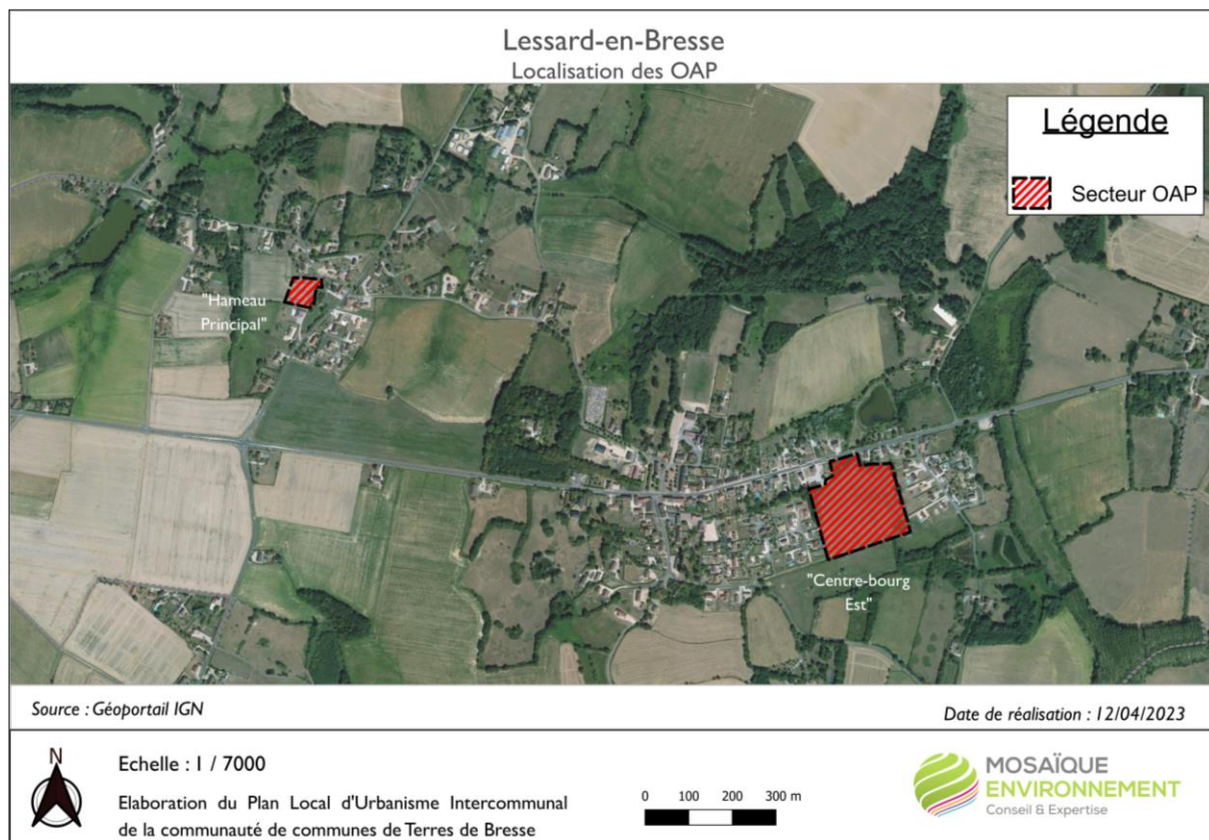 Lessard-en-Bresse
Localisation des OAP
Légende
Secteur OAP
"Hameau
Principal"
"Centre-bourg
Est"
Source : Géoportail IGN
Date de réalisation : 12/04/2023
N
Echelle : 1 / 7000
Elaboration du Plan Local d'Urbanisme Intercommunal
de la communauté de communes de Terres de Bresse
0 100 200 300 m
MOSAÏQUE
ENVIRONNEMENT
Conseil & Expertise